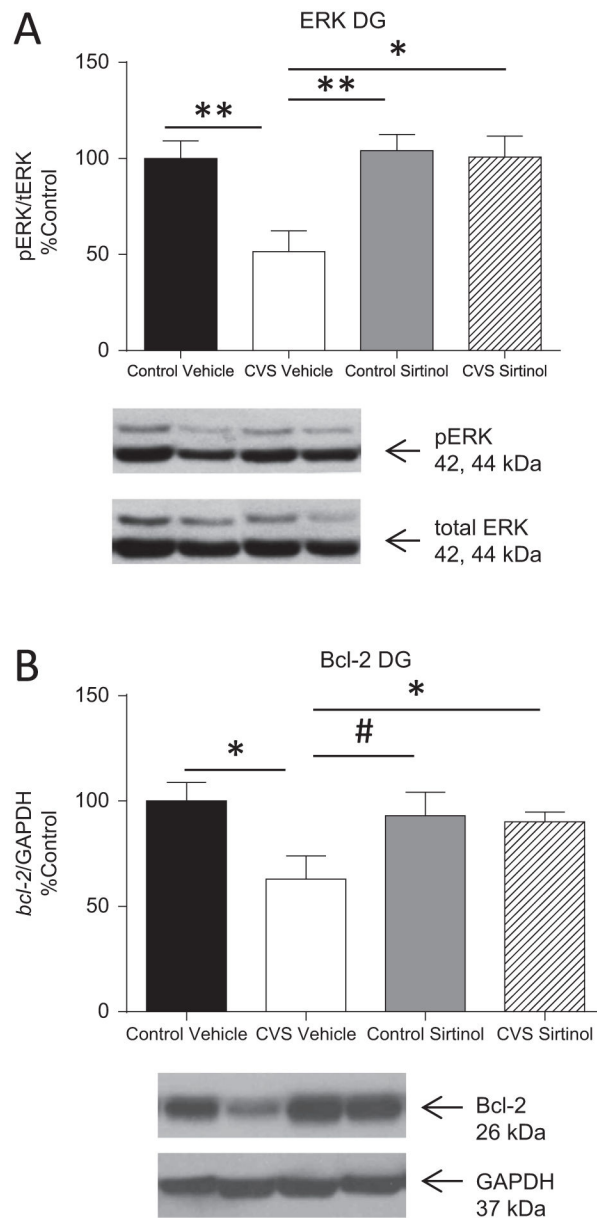 A
ERK DG
*
**
**
150
100
50
0
pERK/tERK
%Control
Control Vehicle
CVS Vehicle
Control Sirtinol
CVS Sirtinol
pERK
42, 44 kDa
total ERK
42, 44 kDa
B
Bcl-2 DG
*
#
*
150
100
50
0
bcl-2/GAPDH
%Control
Control Vehicle
CVS Vehicle
Control Sirtinol
CVS Sirtinol
Bcl-2
26 kDa
GAPDH
37 kDa